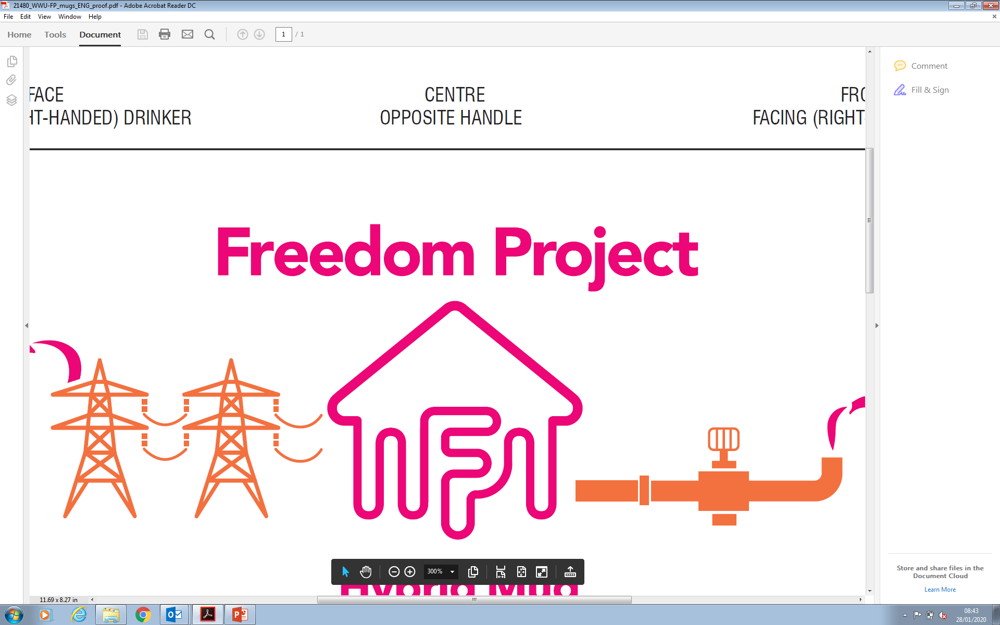 21480_WWU-FP_mugs_ENG_proof.pdf - Adobe Acrobat Reader DC
File Edit View Window Help
Home Tools Document 1 / 1
Comment
Fill & Sign
FACE
HT-HANDED) DRINKER
CENTRE
OPPOSITE HANDLE
FRO
FACING (RIGHT-
Freedom Project
300%
Hybrid Mug
11.69 x 8.27 in
Store and share files in the
Document Cloud
Learn More
08:43
28/01/2020